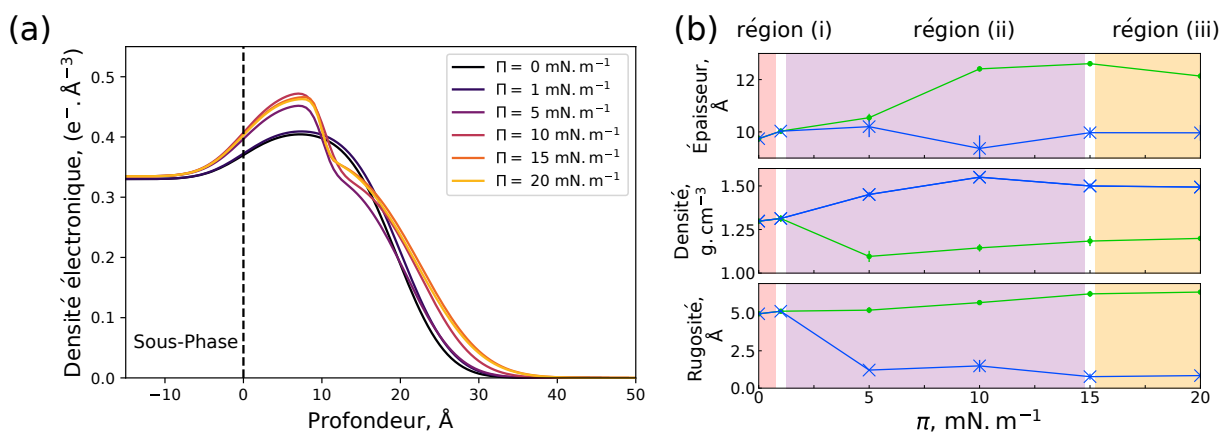 (a)
Densité électronique, (e⁻. Å⁻³)
0.5
0.4
0.3
0.2
0.1
0.0
Sous-Phase
Π = 0 mN. m⁻¹
Π = 1 mN. m⁻¹
Π = 5 mN. m⁻¹
Π = 10 mN. m⁻¹
Π = 15 mN. m⁻¹
Π = 20 mN. m⁻¹
−10 0 10 20 30 40 50
Profondeur, Å
(b)
région (i) région (ii) région (iii)
Épaisseur,
Å
12
10
Densité
g. cm⁻³
1.50
1.25
1.00
Rugosité,
Å
5.0
2.5
0.0
0 5 10 15 20
π, mN. m⁻¹